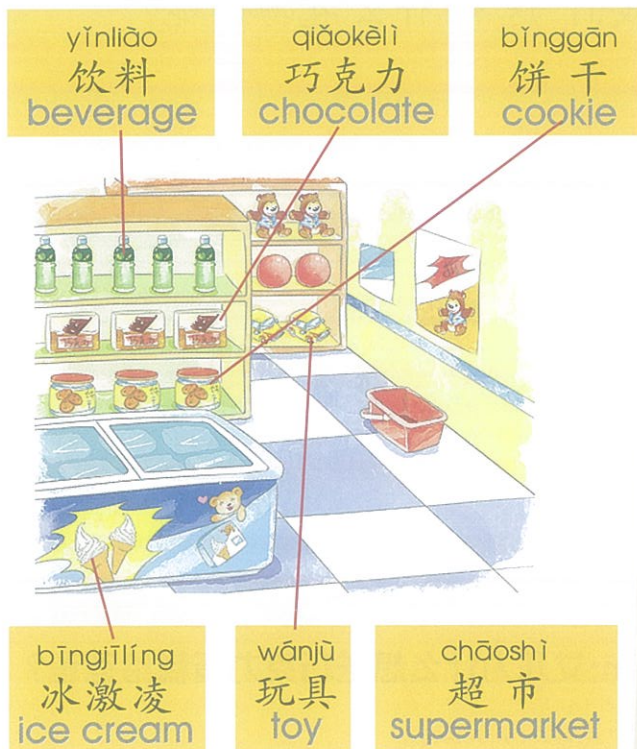 yǐnliào
饮料
beverage
qiǎokèlì
巧克力
chocolate
bǐnggān
饼干
cookie
bīngjīlíng
冰激凌
ice cream
wánjù
玩具
toy
chāoshì
超市
supermarket